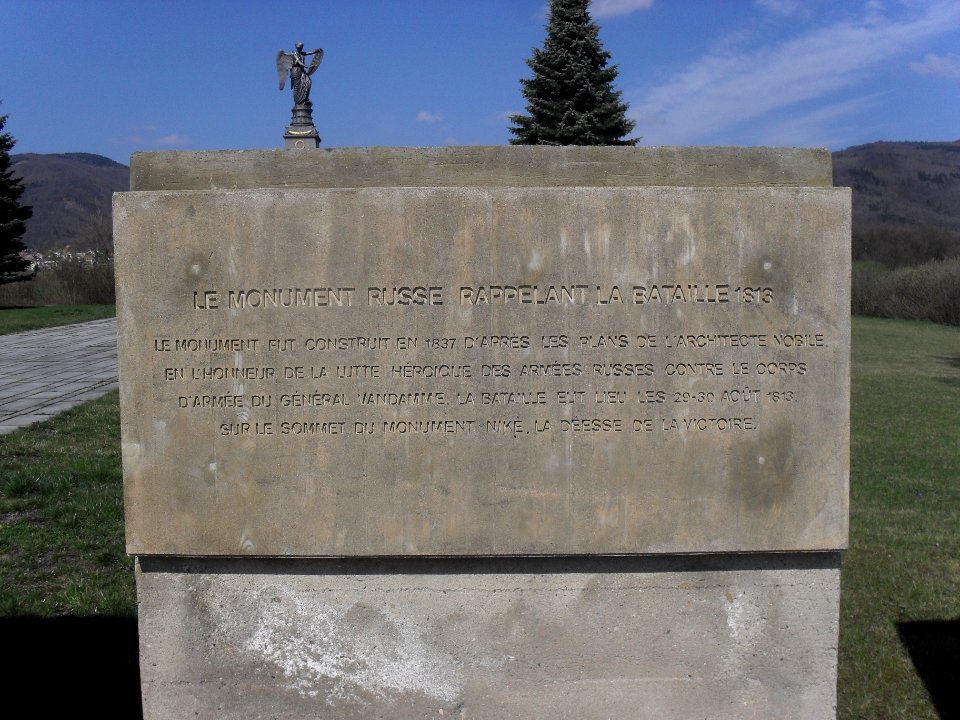 LE MONUMENT RUSSE RAPPELANT LA BATAILLE 1813
LE MONUMENT FUT CONSTRUIT EN 1837 D'APRÈS LES PLANS DE L'ARCHITECTE NOBILE.
EN L'HONNEUR DE LA LUTTE HÉROIQUE DES ARMÉES RUSSES CONTRE LE CORPS
D'ARMÉE DU GÉNÉRAL VANDAMME. LA BATAILLE EUT LIEU LES 29-30 AOÛT 1813.
SUR LE SOMMET DU MONUMENT NIKÉ, LA DÉESSE DE LA VICTOIRE.